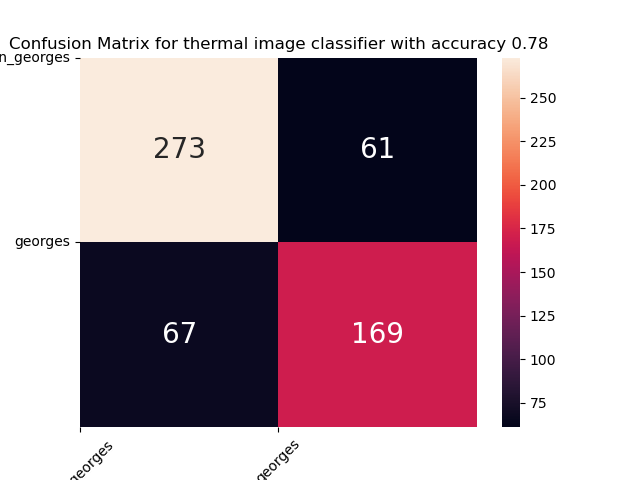 Confusion Matrix for thermal image classifier with accuracy 0.78
n_georges
273 61
georges
67 169
georges georges
250
225
200
175
150
125
100
75